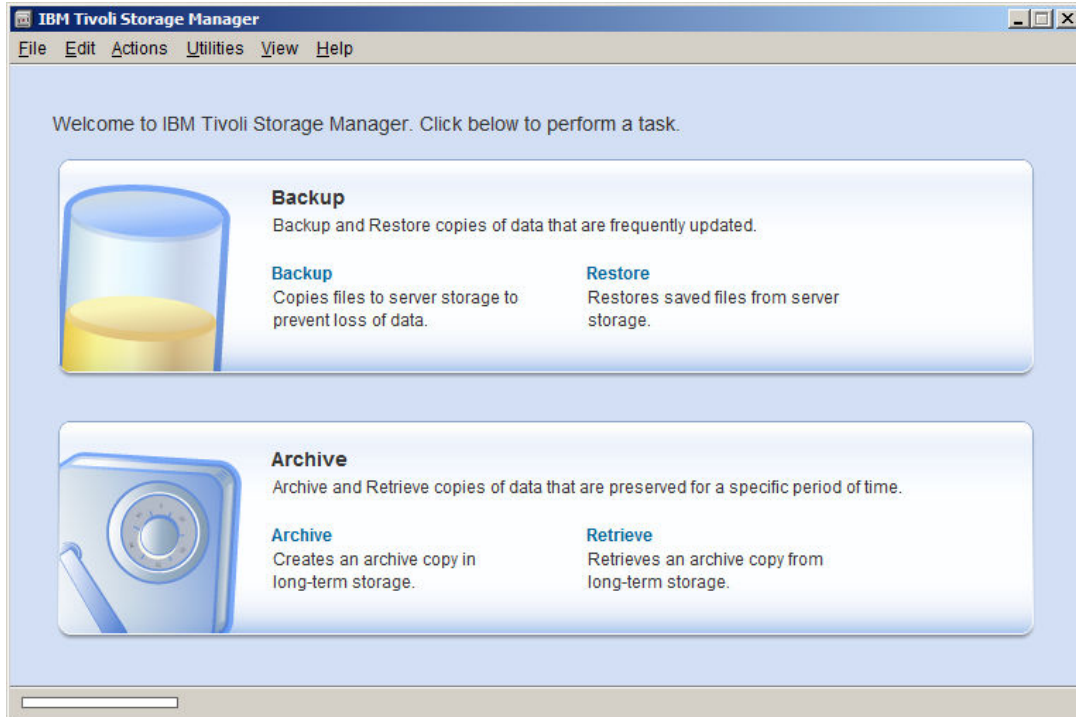 IBM Tivoli Storage Manager
File Edit Actions Utilities View Help
Welcome to IBM Tivoli Storage Manager. Click below to perform a task.
Backup
Backup and Restore copies of data that are frequently updated.
Backup
Copies files to server storage to
prevent loss of data.
Restore
Restores saved files from server
storage.
Archive
Archive and Retrieve copies of data that are preserved for a specific period of time.
Archive
Creates an archive copy in
long-term storage.
Retrieve
Retrieves an archive copy from
long-term storage.